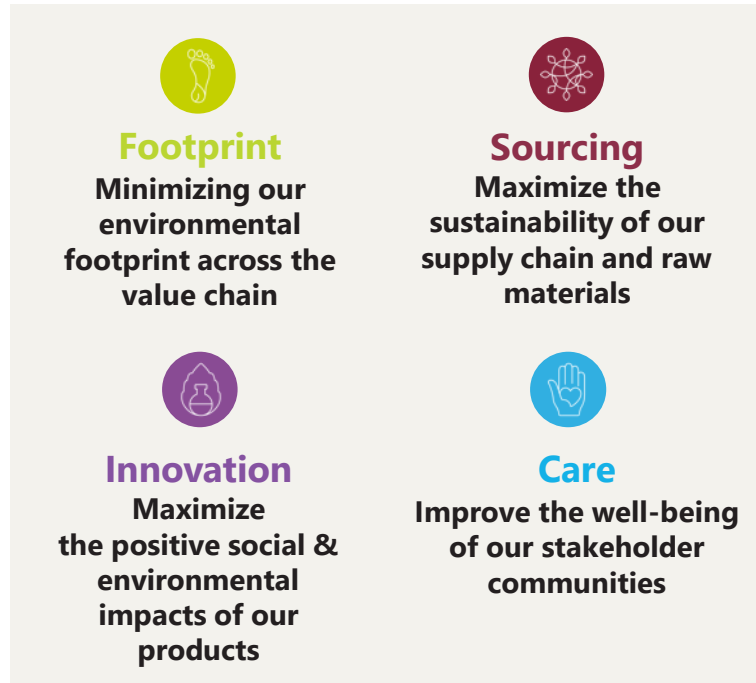 Footprint
Minimizing our
environmental
footprint across the
value chain
Sourcing
Maximize the
sustainability of our
supply chain and raw
materials
Innovation
Maximize
the positive social &
environmental
impacts of our
products
Care
Improve the well-being
of our stakeholder
communities